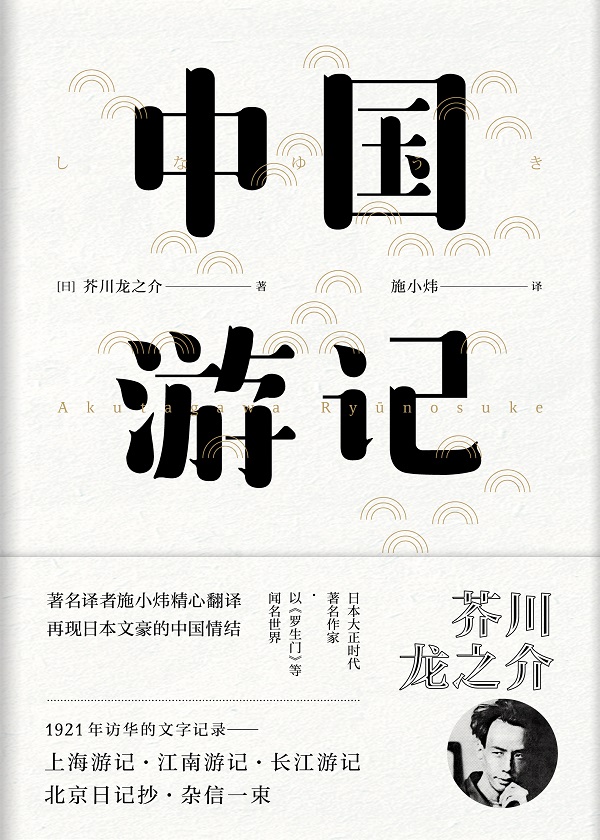 中国
しなゆうき
[日] 芥川龙之介 著
施小炜 译
游记
Akutagawa Ryūnosuke
著名译者施小炜精心翻译
再现日本文豪的中国情结
日本大正时代
著名作家
·
以《罗生门》等
闻名世界
芥川
龙之介
1921年访华的文字记录——
上海游记·江南游记·长江游记
北京日记抄·杂信一束